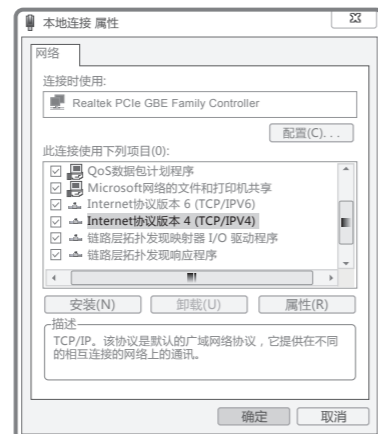 本地连接 属性
网络
连接时使用:
Realtek PCIe GBE Family Controller
配置(C). . .
此连接使用下列项目(0):
QoS数据包计划程序
Microsoft网络的文件和打印机共享
Internet协议版本 6 (TCP/IPV6)
Internet协议版本 4 (TCP/IPV4)
链路层拓扑发现映射器 I/O 驱动程序
链路层拓扑发现响应程序
安装(N)
卸载(U)
属性(R)
描述
TCP/IP。该协议是默认的广域网络协议，它提供在不同
的相互连接的网络上的通讯。
确定
取消